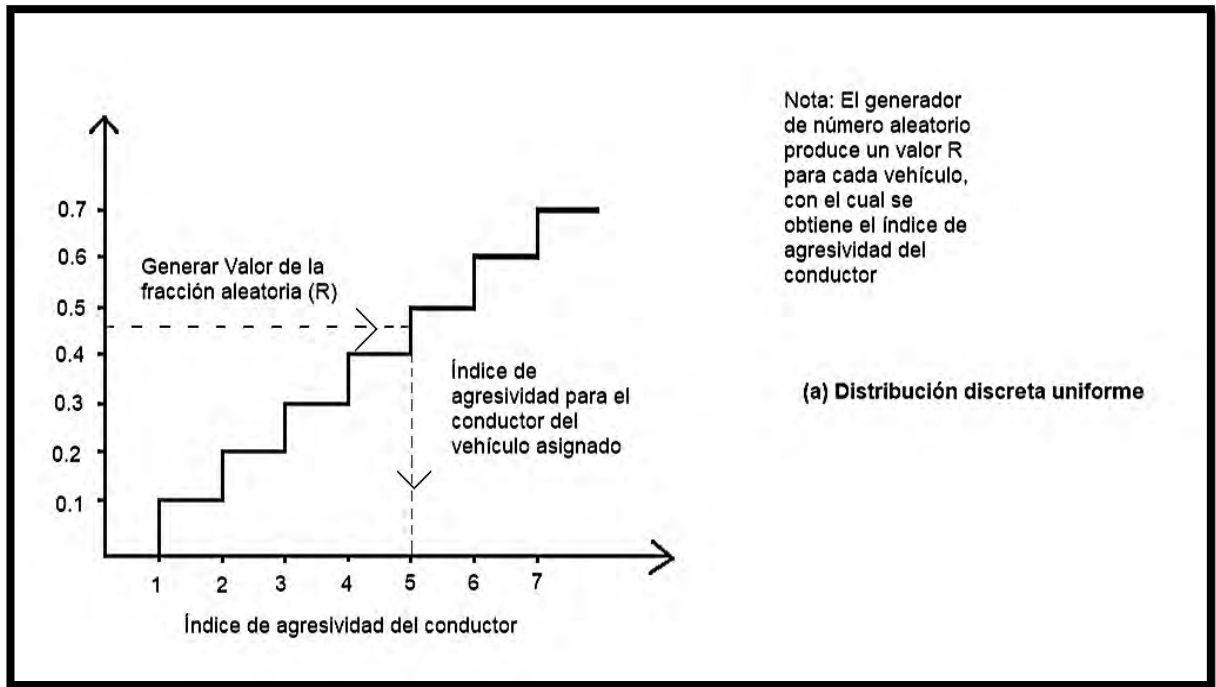 Nota: El generador
de número aleatorio
produce un valor R
para cada vehículo,
con el cual se
obtiene el índice de
agresividad del
conductor
0.7
0.6
0.5
0.4
0.3
0.2
0.1
Generar Valor de la
fracción aleatoria (R)
Índice de
agresividad para el
conductor del
vehículo asignado
(a) Distribución discreta uniforme
1 2 3 4 5 6 7
Índice de agresividad del conductor